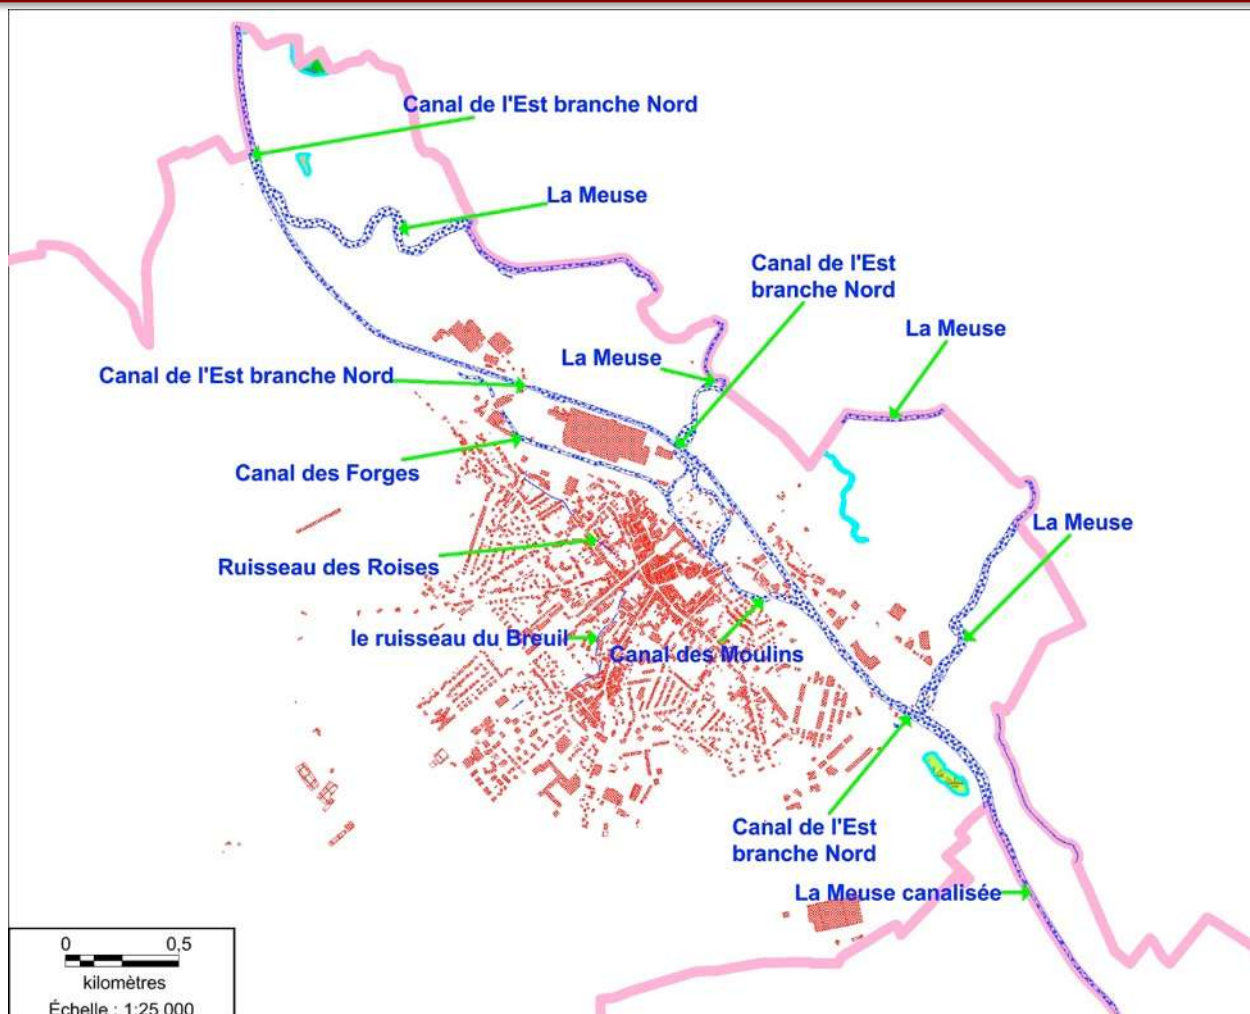 Canal de l'Est branche Nord
La Meuse
Canal de l'Est
branche Nord
La Meuse
La Meuse
Canal de l'Est branche Nord
Canal des Forges
La Meuse
Ruisseau des Roises
le ruisseau du Breuil
Canal des Moulins
Canal de l'Est
branche Nord
La Meuse canalisée
0 0,5
kilomètres
Échelle : 1:25 000